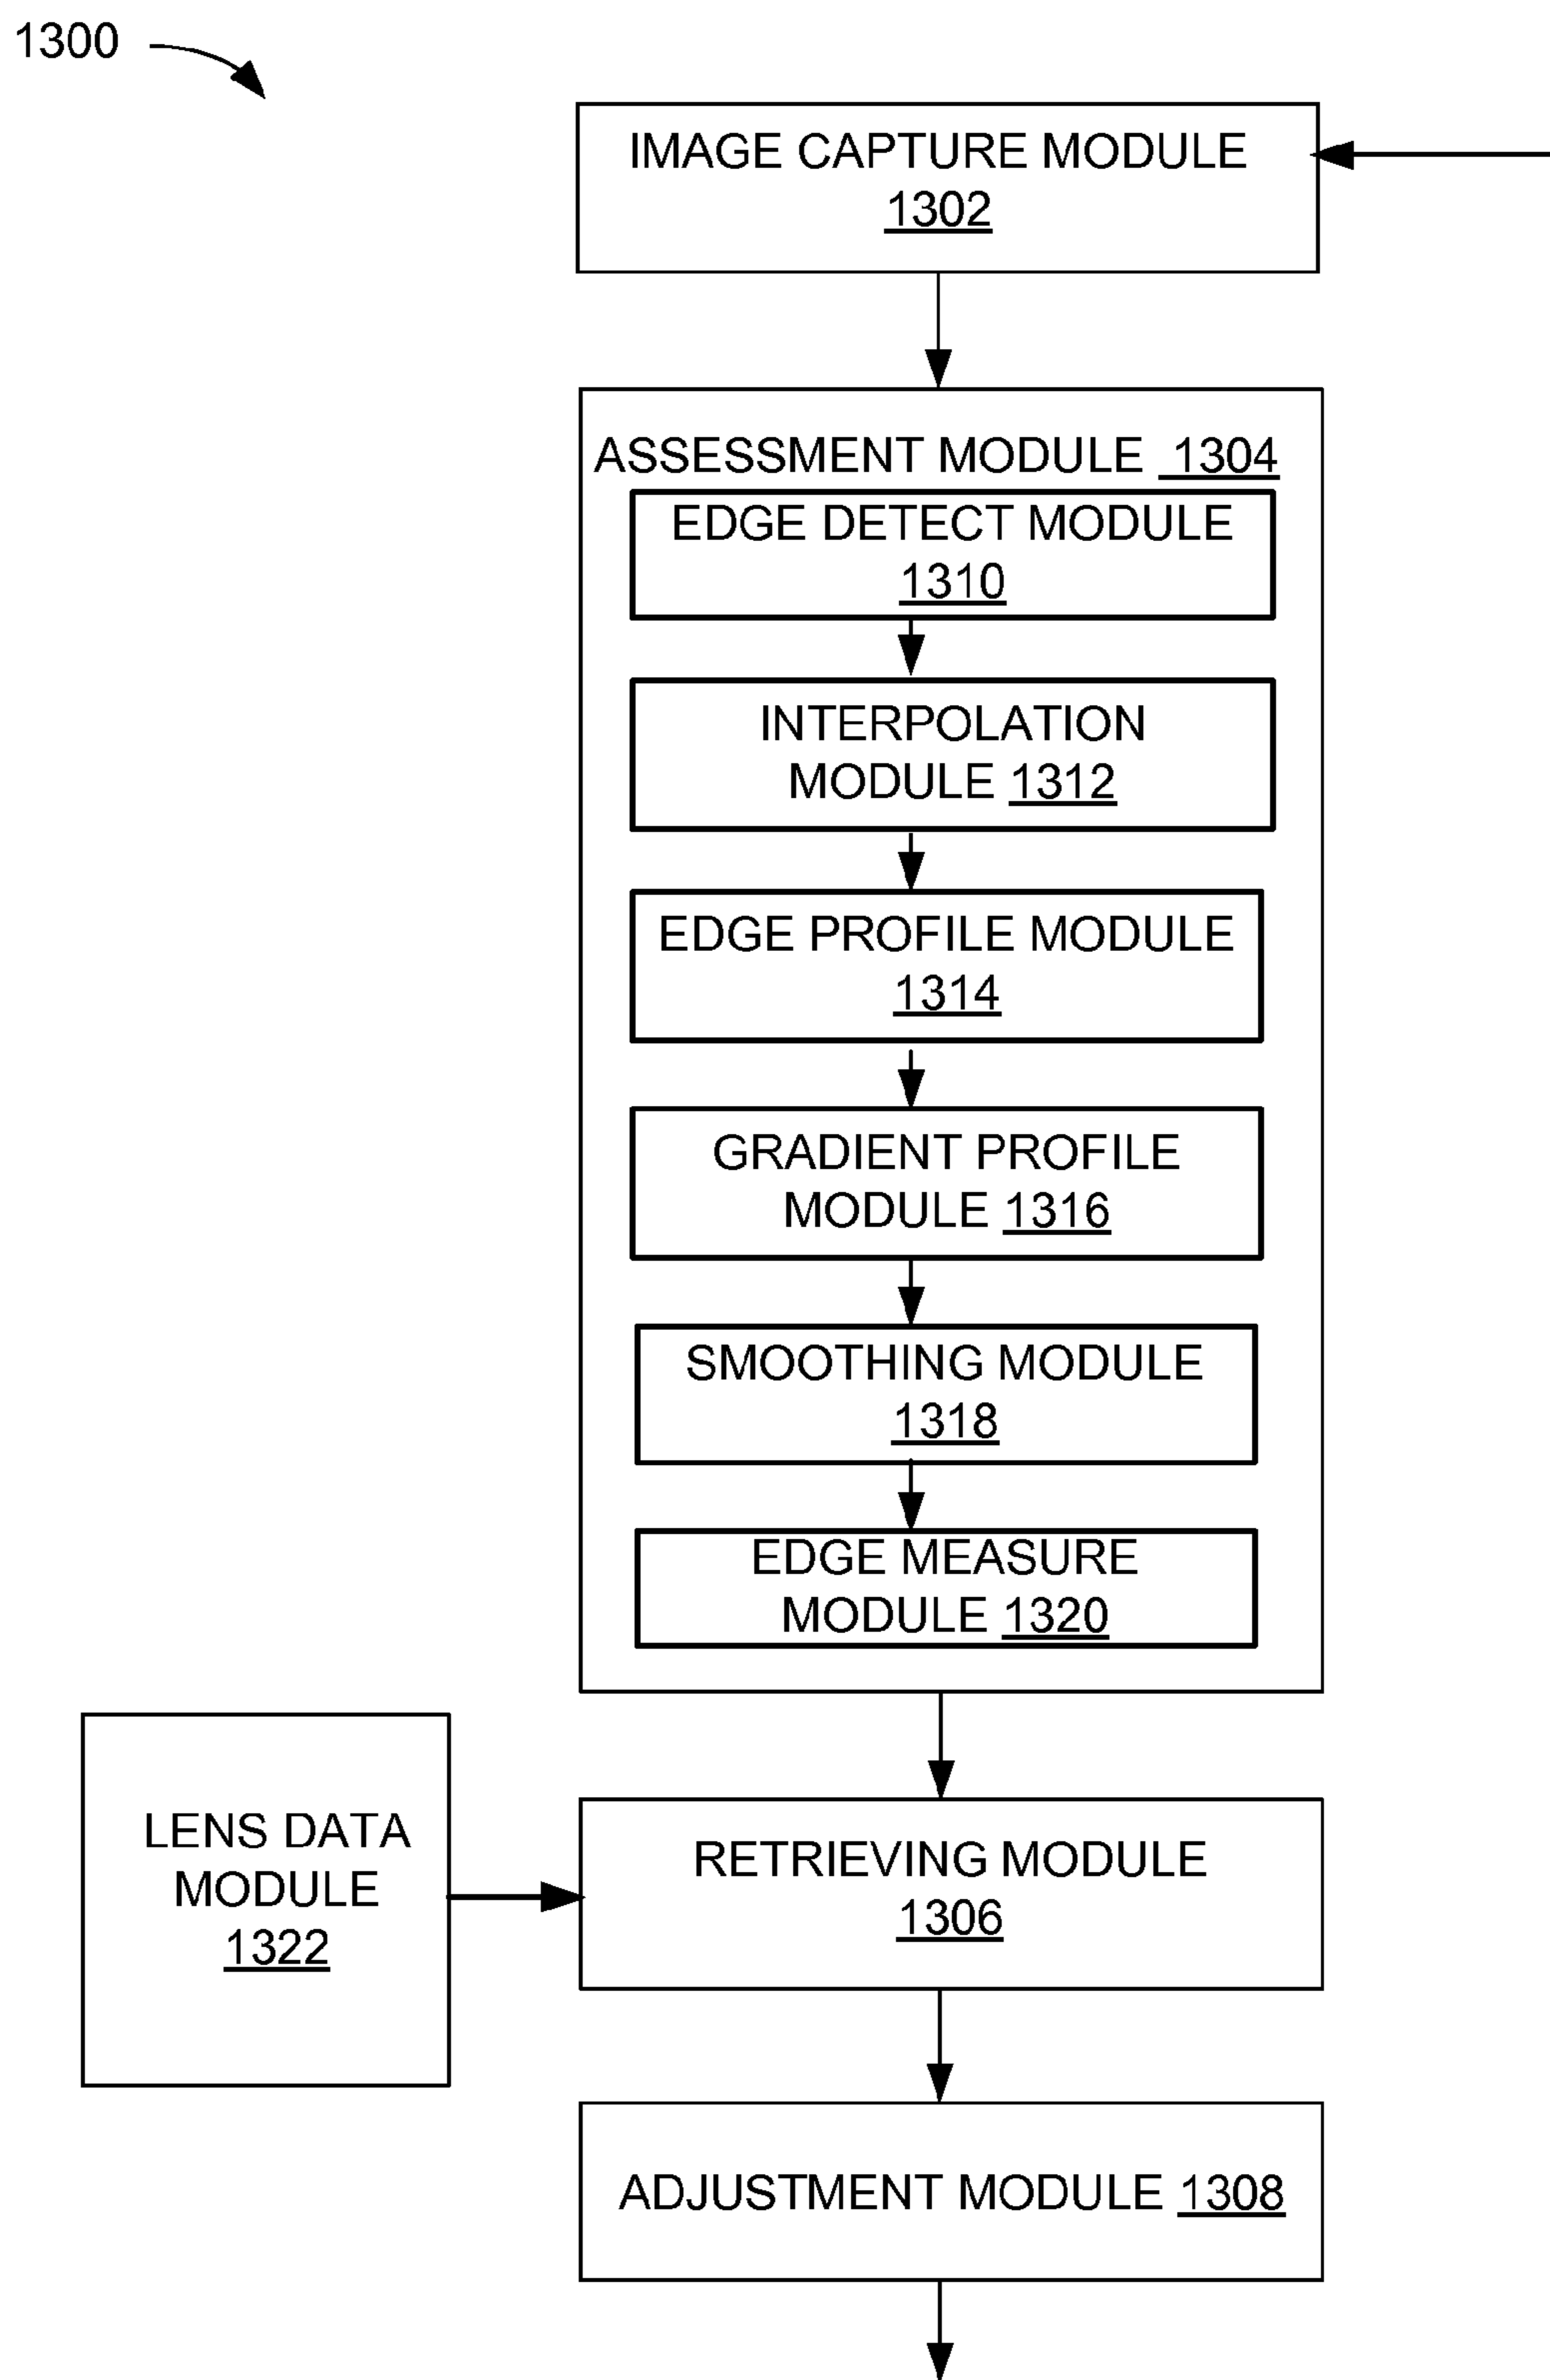 1300
IMAGE CAPTURE MODULE
1302
ASSESSMENT MODULE 1304
EDGE DETECT MODULE
1310
INTERPOLATION
MODULE 1312
EDGE PROFILE MODULE
1314
GRADIENT PROFILE
MODULE 1316
SMOOTHING MODULE
1318
EDGE MEASURE
MODULE 1320
LENS DATA
MODULE
1322
RETRIEVING MODULE
1306
ADJUSTMENT MODULE 1308